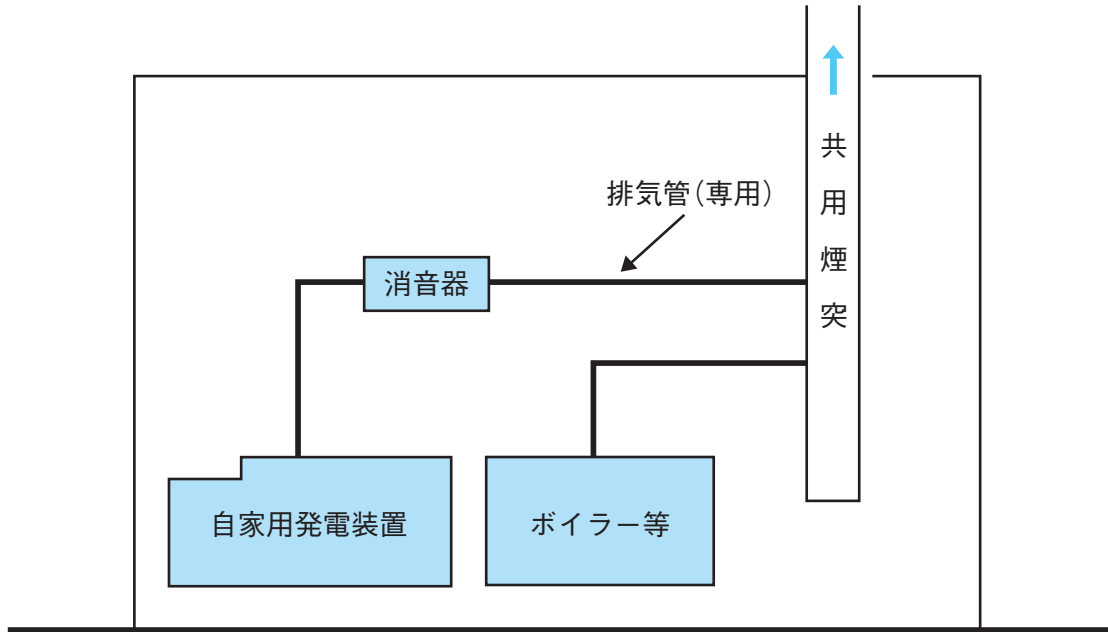 共用煙突
排気管（専用）
消音器
自家用発電装置
ボイラー等